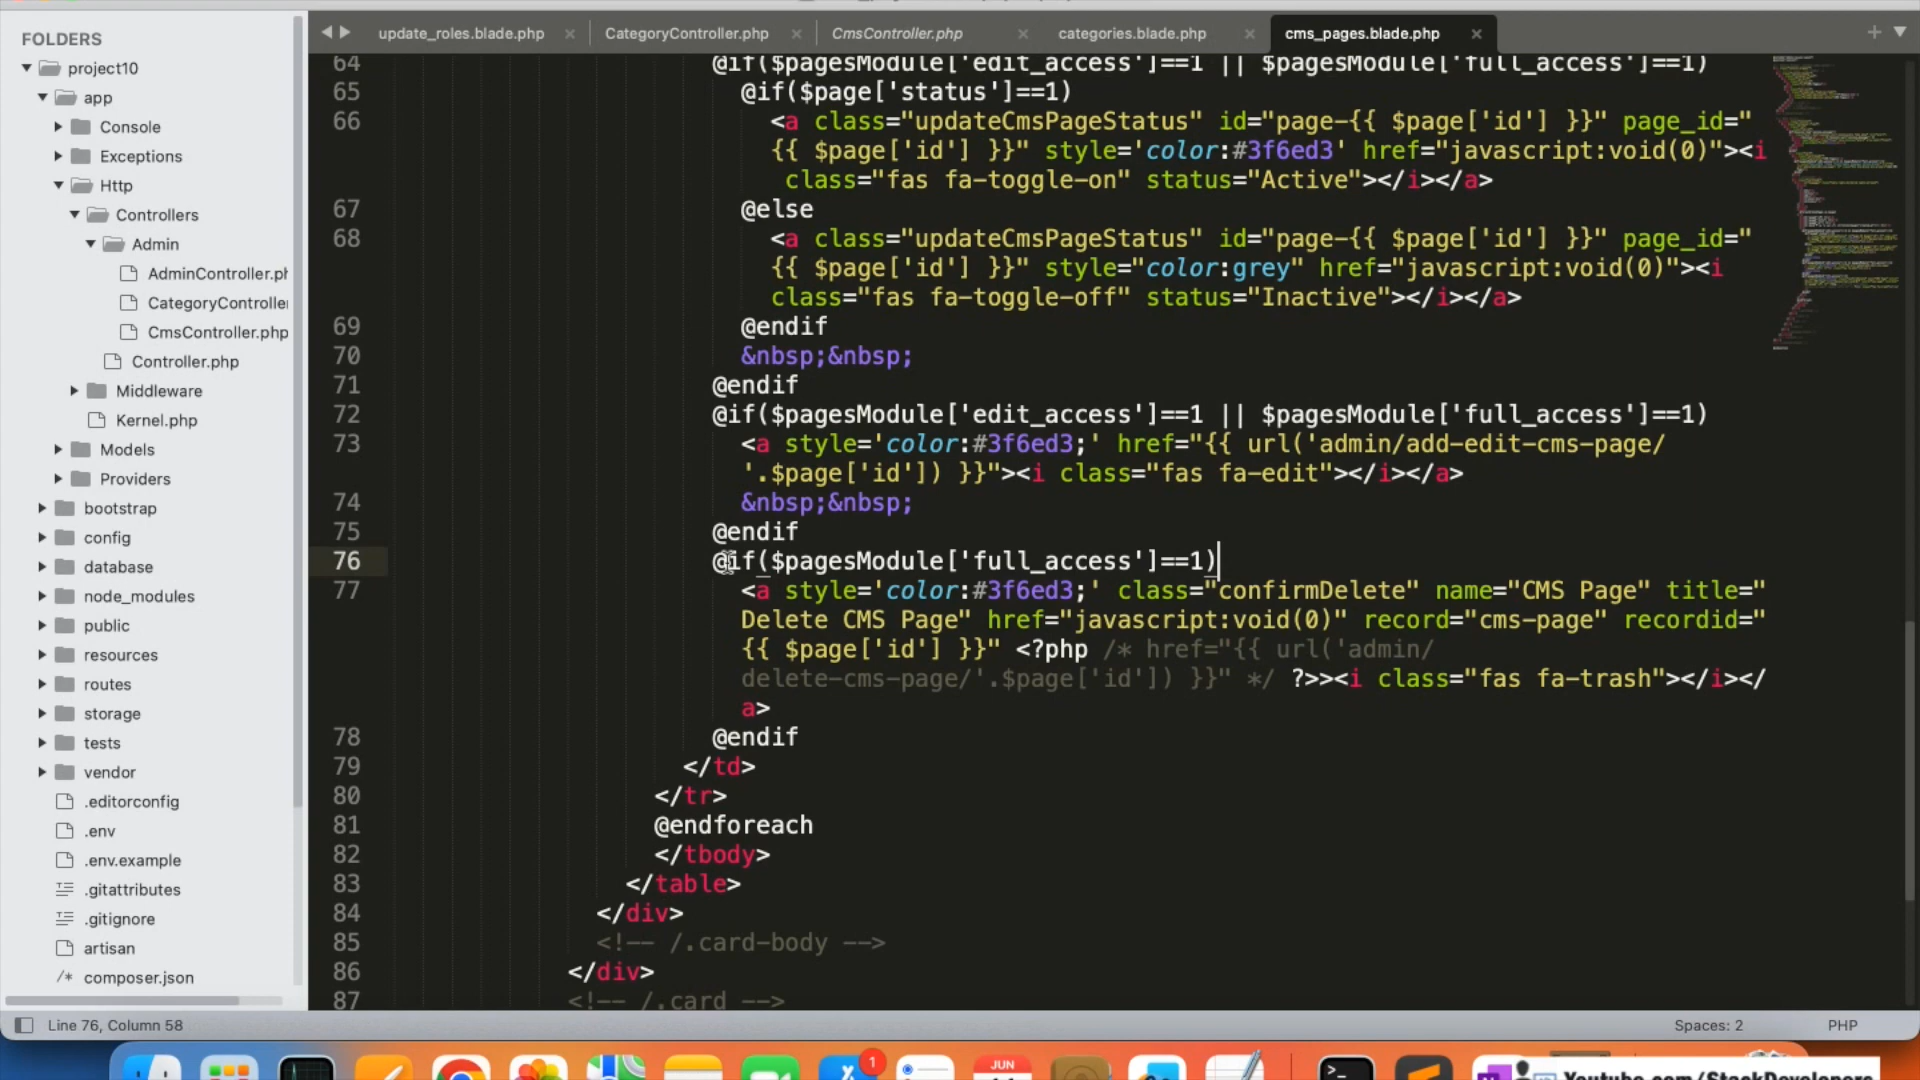 FOLDERS
project10
app
Console
Exceptions
Http
Controllers
Admin
AdminController.ph
CategoryController
CmsController.php
Controller.php
Middleware
Kernel.php
Models
Providers
bootstrap
config
database
node_modules
public
resources
routes
storage
tests
vendor
.editorconfig
.env
.env.example
.gitattributes
.gitignore
artisan
/* composer.json
update_roles.blade.php
CategoryController.php
CmsController.php
categories.blade.php
cms_pages.blade.php
64 @if($pagesModule['edit_access']==1 || $pagesModule['full_access']==1)
65 @if($page['status']==1)
66 <a class="updateCmsPageStatus" id="page-{{ $page['id'] }}" page_id="
{{ $page['id'] }}" style='color:#3f6ed3' href="javascript:void(0)"><i
class="fas fa-toggle-on" status="Active"></i></a>
67 @else
68 <a class="updateCmsPageStatus" id="page-{{ $page['id'] }}" page_id="
{{ $page['id'] }}" style="color:grey" href="javascript:void(0)"><i
class="fas fa-toggle-off" status="Inactive"></i></a>
69 @endif
70 &nbsp;&nbsp;
71 @endif
72 @if($pagesModule['edit_access']==1 || $pagesModule['full_access']==1)
73 <a style='color:#3f6ed3;' href="{{ url('admin/add-edit-cms-page/
'.$page['id']) }}"><i class="fas fa-edit"></i></a>
74 &nbsp;&nbsp;
75 @endif
76 @if($pagesModule['full_access']==1)
77 <a style='color:#3f6ed3;' class="confirmDelete" name="CMS Page" title="
Delete CMS Page" href="javascript:void(0)" record="cms-page" recordid="
{{ $page['id'] }}" <?php /* href="{{ url('admin/
delete-cms-page/'.$page['id']) }}" */ ?>><i class="fas fa-trash"></i></
a>
78 @endif
79 </td>
80 </tr>
81 @endforeach
82 </tbody>
83 </table>
84 </div>
85 <!-- /.card-body -->
86 </div>
87 <!-- /.card -->
Line 76, Column 58
Spaces: 2
PHP
1
JUN
Youtube.com/StackDevelopers